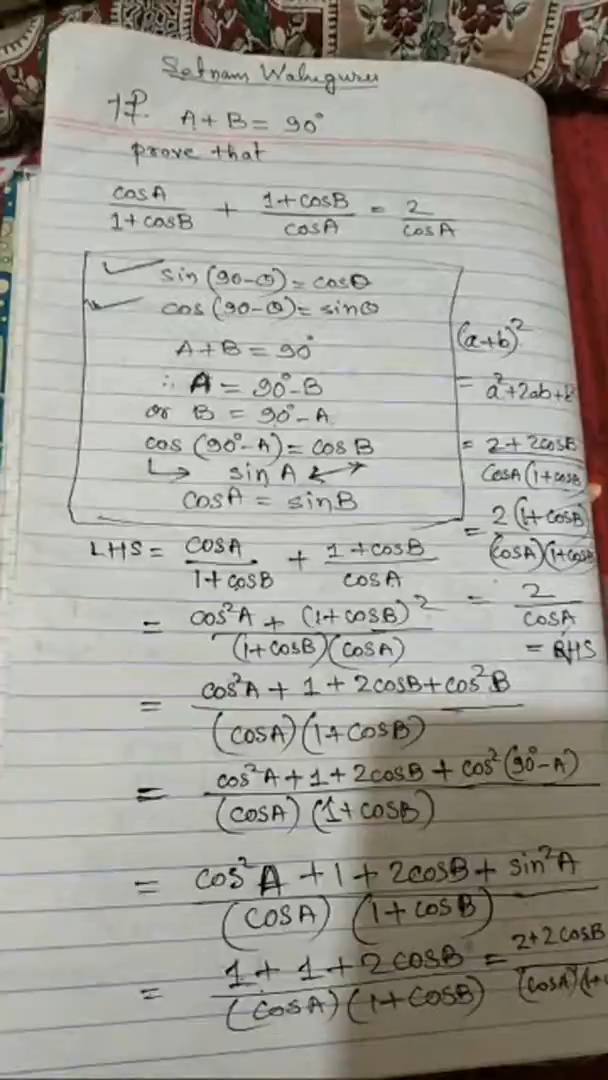 Satnam Waheguru
If A+B = 90°
prove that
cosA/(1+cosB) + (1+cosB)/cosA = 2/cosA
sin(90-θ) = cosθ
cos(90-θ) = sinθ
A+B = 90°
∴ A = 90°-B
or B = 90°-A
cos(90°-A) = cosB
↳ sinA ↙
cosA = sinB
LHS = cosA/(1+cosB) + (1+cosB)/cosA
= (cos²A + (1+cosB)²)/((1+cosB)(cosA))
= (cos²A + 1 + 2cosB + cos²B)/((cosA)(1+cosB))
= (cos²A + 1 + 2cosB + cos²(90°-A))/((cosA)(1+cosB))
= (cos²A + 1 + 2cosB + sin²A)/((cosA)(1+cosB))
= (1 + 1 + 2cosB)/((cosA)(1+cosB)) = (2+2cosB)/((cosA)(1+
(a+b)²
= a²+2ab+b²
= (2+2cosB)/(cosA(1+cosB
= 2(1+cosB)/((cosA)(1+cosB)
= 2/cosA
= RHS